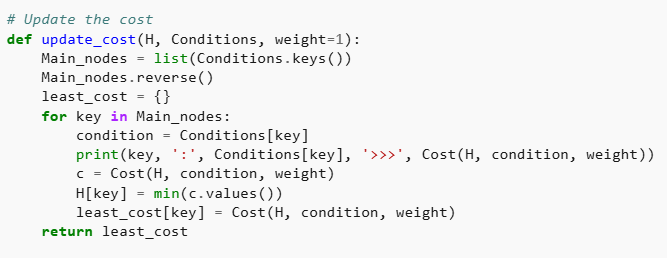 # Update the cost
def update_cost(H, Conditions, weight=1):
    Main_nodes = list(Conditions.keys())
    Main_nodes.reverse()
    least_cost = {}
    for key in Main_nodes:
        condition = Conditions[key]
        print(key, ':', Conditions[key], '>>>', Cost(H, condition, weight))
        c = Cost(H, condition, weight)
        H[key] = min(c.values())
        least_cost[key] = Cost(H, condition, weight)
    return least_cost